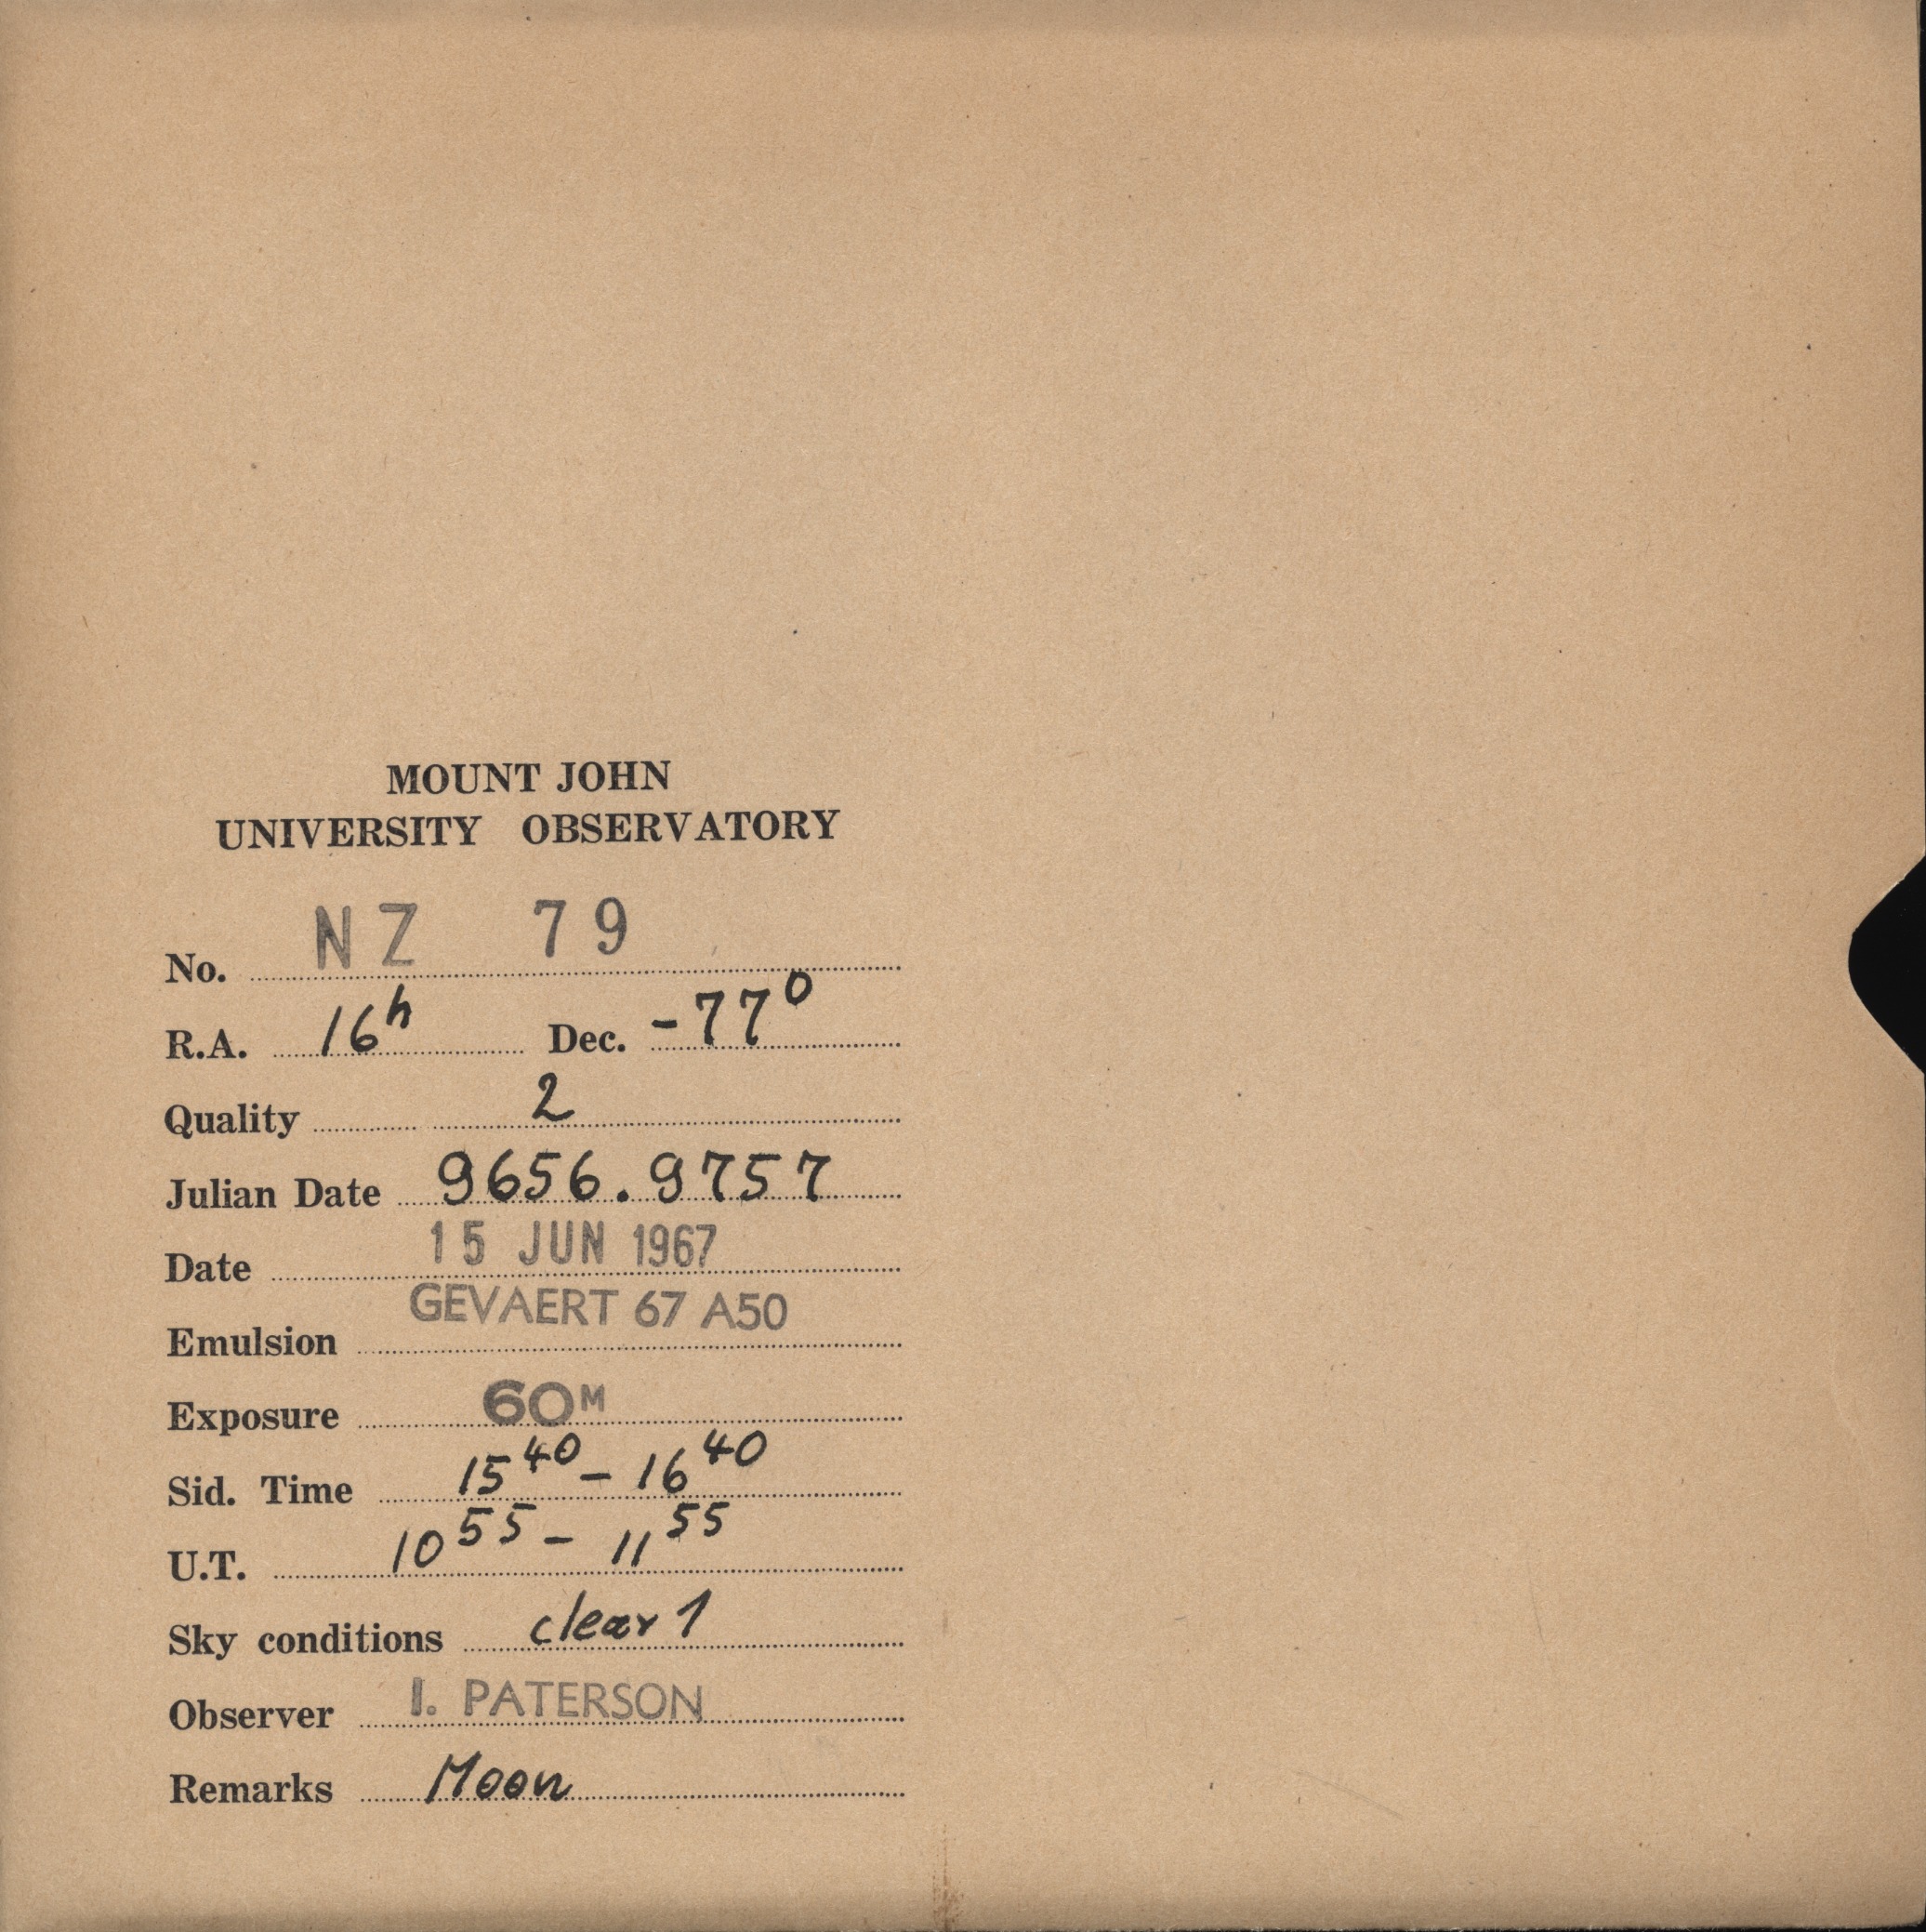 MOUNT JOHN
UNIVERSITY OBSERVATORY
No. NZ 79
R.A. 16h Dec. -77°
Quality 2
Julian Date 9656.9757
Date 15 JUN 1967
Emulsion GEVAERT 67 A50
Exposure 60M
Sid. Time 15 40 - 16 40
U.T. 10 55 - 11 55
Sky conditions clear 1
Observer I. PATERSON
Remarks Moon